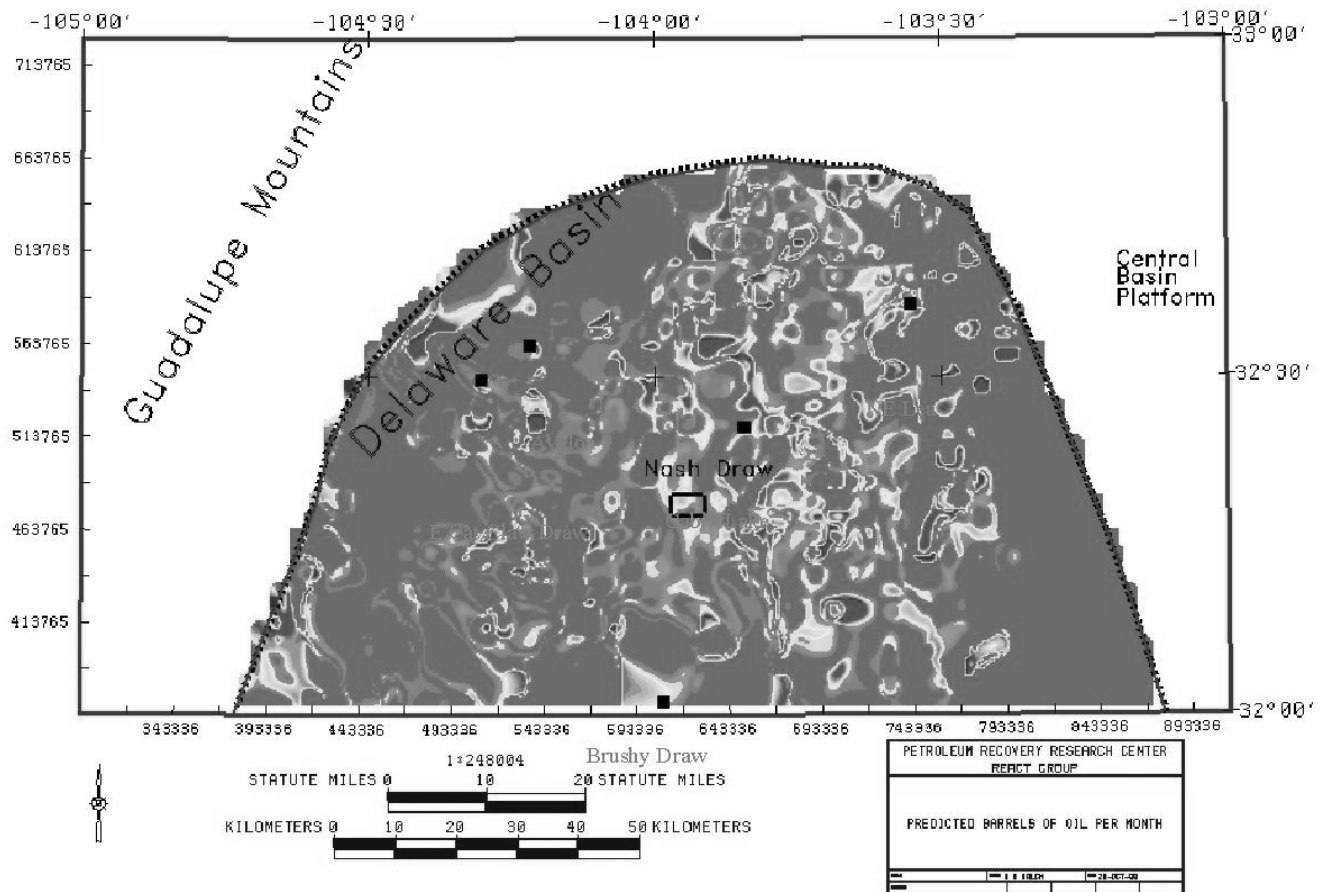 -105°00' -104°30' -104°00' -103°30' -103°00'
33°00'
713765
Guadalupe Mountains
663765
613765
Delaware Basin
Central
Basin
Platform
563765
32°30'
513765
Nash Draw
463763
413765
32°00'
343336 393336 443336 493336 543336 593336 643336 693336 743336 793336 843336 893336
1:248004
Brushy Draw
STATUTE MILES 0 10 20 STATUTE MILES
KILOMETERS 0 10 20 30 40 50 KILOMETERS
PETROLEUM RECOVERY RESEARCH CENTER
REACT GROUP
PREDICTED BARRELS OF OIL PER MONTH